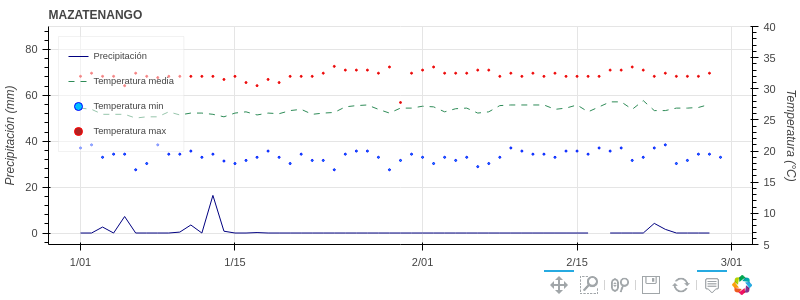 MAZATENANGO
Precipitación
Temperatura média
Temperatura min
Temperatura max
Precipitación (mm)
80
60
40
20
0
Temperatura (°C)
40
35
30
25
20
15
10
5
1/01
1/15
2/01
2/15
3/01